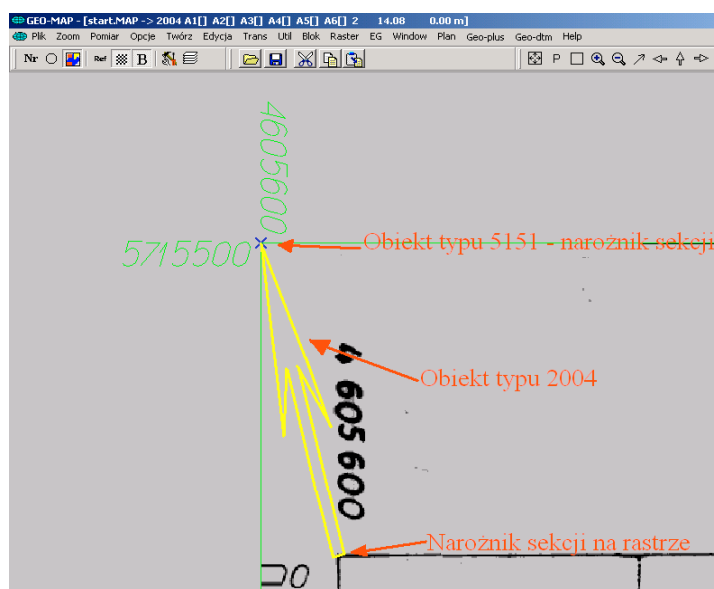 GEO-MAP - [start.MAP -> 2004 A1[] A2[] A3[] A4[] A5[] A6[] 2 14.08 0.00 m]
Plik Zoom Pomiar Opcje Twórz Edycja Trans Util Blok Raster EG Window Plan Geo-plus Geo-dtm Help
Nr Ref B P
4605600
5715500
Obiekt typu 5151 - narożnik sekcji
Obiekt typu 2004
4 605 600
Narożnik sekcji na rastrze